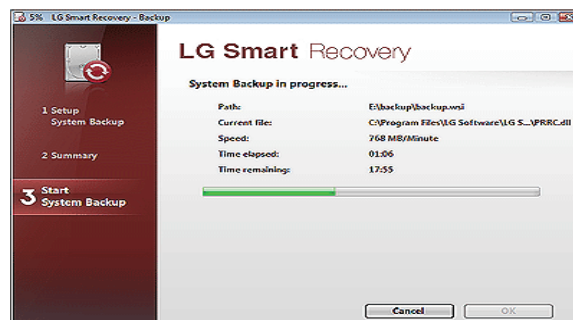 5% LG Smart Recovery - Backup
LG Smart Recovery
System Backup in progress...
1 Setup
System Backup
2 Summary
3 Start
System Backup
Path: E:\backup\backup.wsi
Current file: C:\Program Files\LG Software\LG S...\PRRC.dll
Speed: 768 MB/Minute
Time elapsed: 01:06
Time remaining: 17:55
Cancel
OK